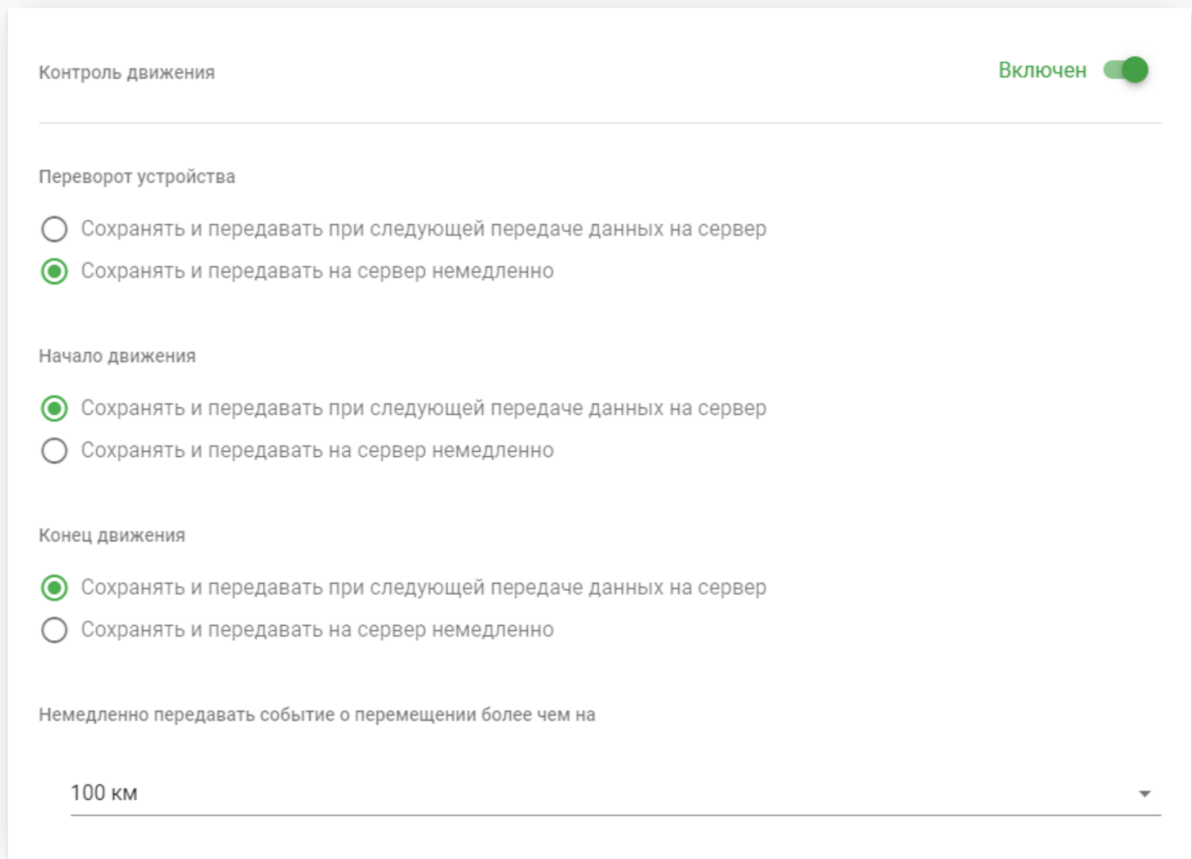 Контроль движения
Включен
Переворот устройства
Сохранять и передавать при следующей передаче данных на сервер
Сохранять и передавать на сервер немедленно
Начало движения
Сохранять и передавать при следующей передаче данных на сервер
Сохранять и передавать на сервер немедленно
Конец движения
Сохранять и передавать при следующей передаче данных на сервер
Сохранять и передавать на сервер немедленно
Немедленно передавать событие о перемещении более чем на
100 км